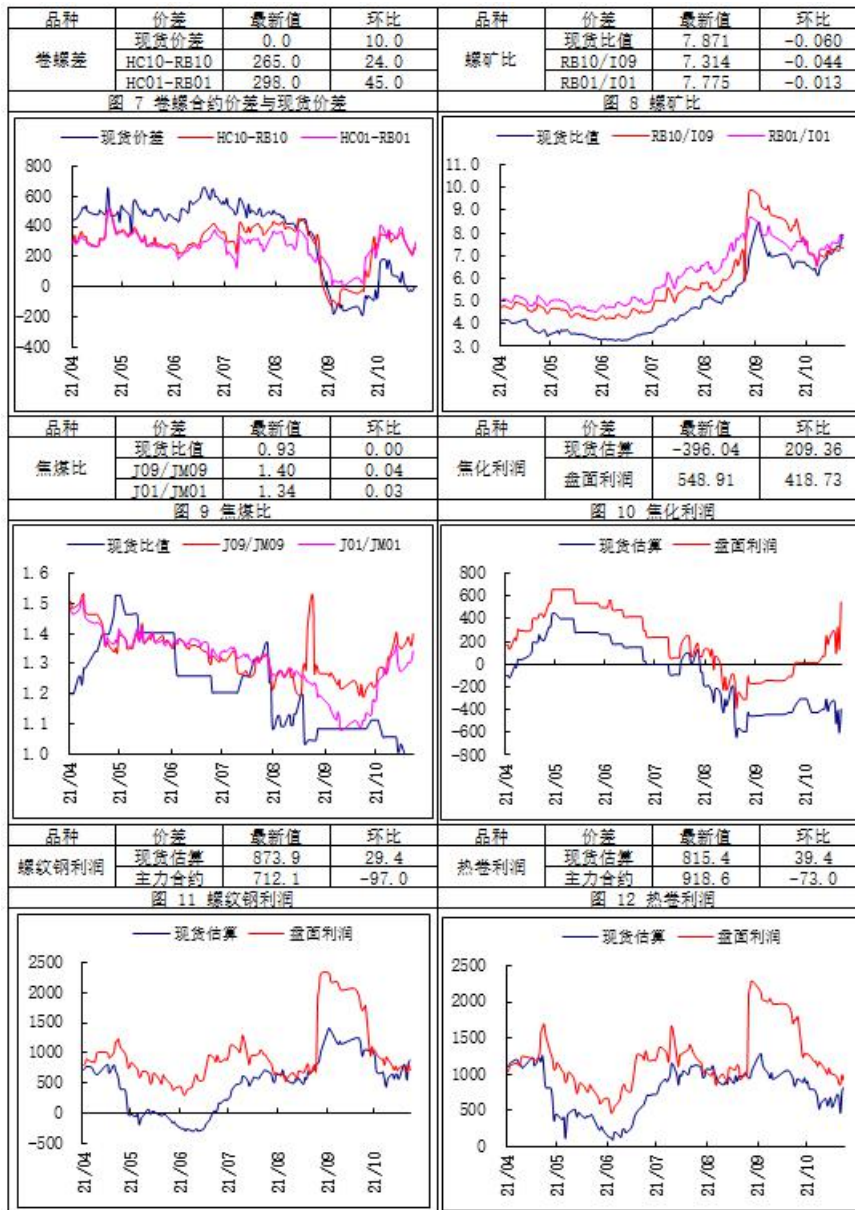 品种 价差 最新值 环比 品种 价差 最新值 环比
卷螺差 现货价差 0.0 10.0 螺矿比 现货比值 7.871 -0.060
HC10-RB10 265.0 24.0 RB10/I09 7.314 -0.044
HC01-RB01 298.0 45.0 RB01/I01 7.775 -0.013
图 7 卷螺合约价差与现货价差 图 8 螺矿比
现货价差 HC10-RB10 HC01-RB01
800
600
400
200
0
-200
-400
21/04 21/05 21/06 21/07 21/08 21/09 21/10
现货比值 RB10/I09 RB01/I01
11.0
10.0
9.0
8.0
7.0
6.0
5.0
4.0
3.0
21/04 21/05 21/06 21/07 21/08 21/09 21/10
品种 价差 最新值 环比 品种 价差 最新值 环比
焦煤比 现货比值 0.93 0.00 焦化利润 现货估算 -396.04 209.36
J09/JM09 1.40 0.04 盘面利润 548.91 418.73
J01/JM01 1.34 0.03
图 9 焦煤比 图 10 焦化利润
现货比值 J09/JM09 J01/JM01
1.6
1.5
1.4
1.3
1.2
1.1
1.0
21/04 21/05 21/06 21/07 21/08 21/09 21/10
现货估算 盘面利润
800
600
400
200
0
-200
-400
-600
-800
21/04 21/05 21/06 21/07 21/08 21/09 21/10
品种 价差 最新值 环比 品种 价差 最新值 环比
螺纹钢利润 现货估算 873.9 29.4 热卷利润 现货估算 815.4 39.4
主力合约 712.1 -97.0 主力合约 918.6 -73.0
图 11 螺纹钢利润 图 12 热卷利润
现货估算 盘面利润
2500
2000
1500
1000
500
0
-500
21/04 21/05 21/06 21/07 21/08 21/09 21/10
现货估算 盘面利润
2500
2000
1500
1000
500
0
21/04 21/05 21/06 21/07 21/08 21/09 21/10